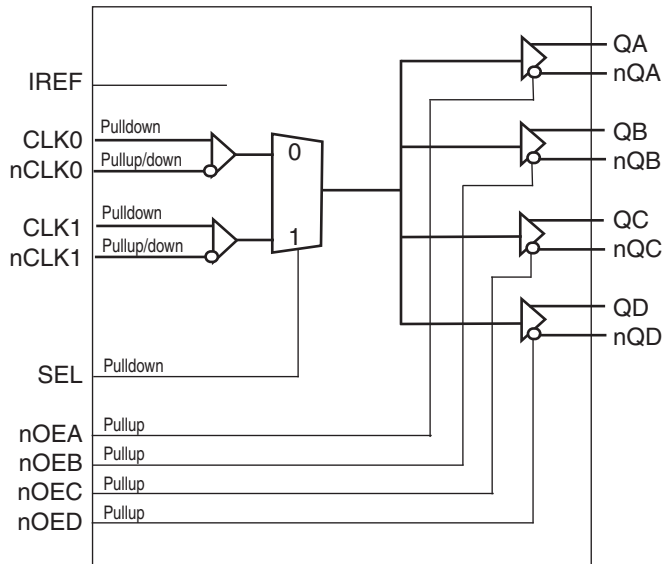 IREF
CLK0 Pulldown
nCLK0 Pullup/down
CLK1 Pulldown
nCLK1 Pullup/down
SEL Pulldown
nOEA Pullup
nOEB Pullup
nOEC Pullup
nOED Pullup
0
1
QA
nQA
QB
nQB
QC
nQC
QD
nQD